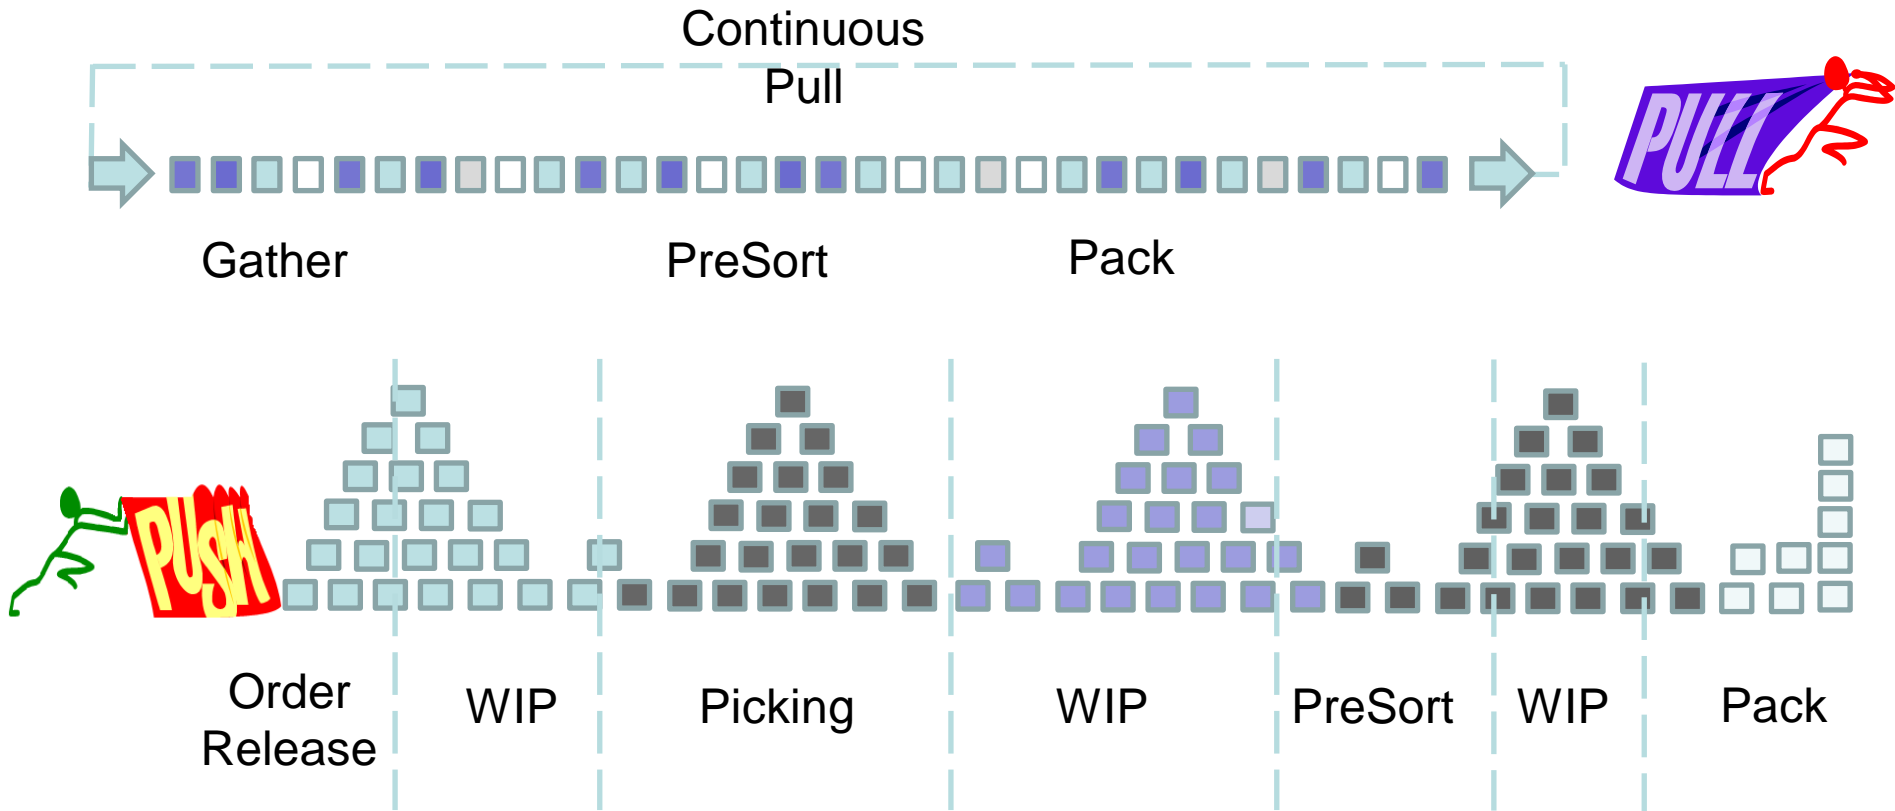 Continuous
Pull
PULL
Gather
PreSort
Pack
PUSH
Order
Release
WIP
Picking
WIP
PreSort
WIP
Pack